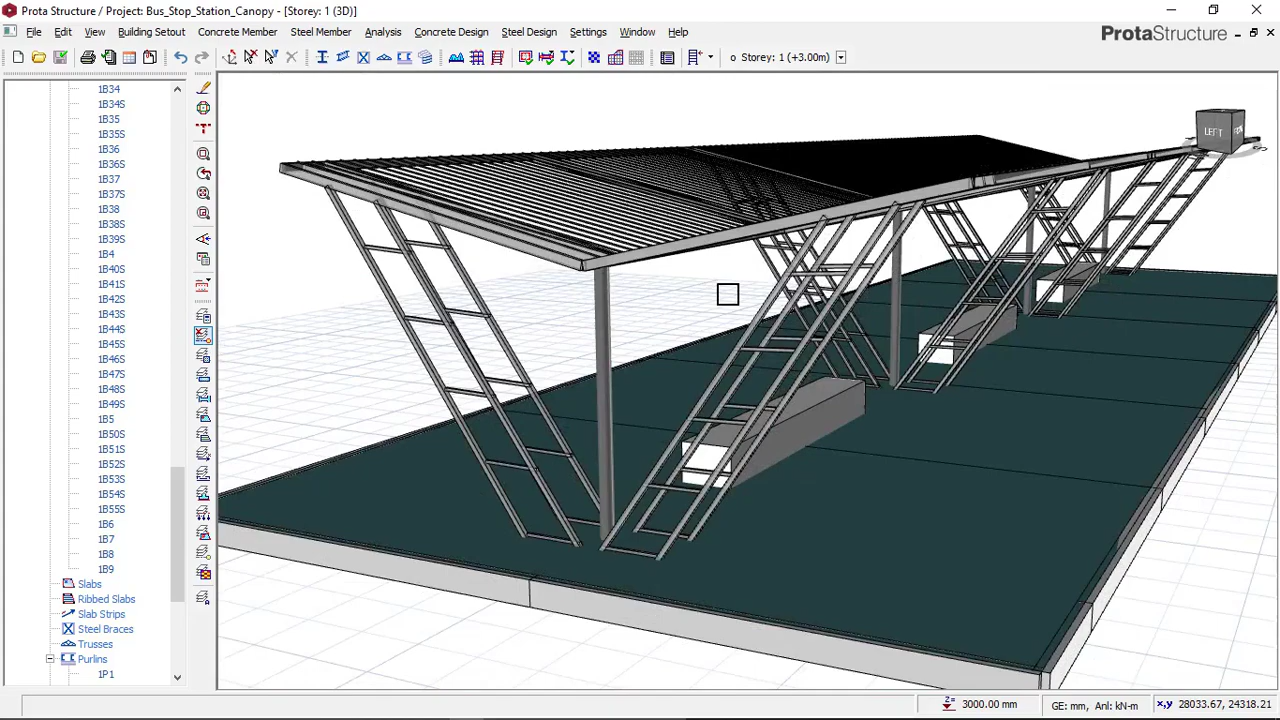 Prota Structure / Project: Bus_Stop_Station_Canopy - [Storey: 1 (3D)]
File Edit View Building Setout Concrete Member Steel Member Analysis Concrete Design Steel Design Settings Window Help
ProtaStructure
Storey: 1 (+3.00m)
1B34
1B34S
1B35
1B35S
1B36
1B36S
1B37
1B37S
1B38
1B38S
1B39S
1B4
1B40S
1B41S
1B42S
1B43S
1B44S
1B45S
1B46S
1B47S
1B48S
1B49S
1B5
1B50S
1B51S
1B52S
1B53S
1B54S
1B55S
1B6
1B7
1B8
1B9
Slabs
Ribbed Slabs
Slab Strips
Steel Braces
Trusses
Purlins
1P1
LEFT
Z= 3000.00 mm
GE: mm, Anl: kN-m
x,y 28033.67, 24318.21